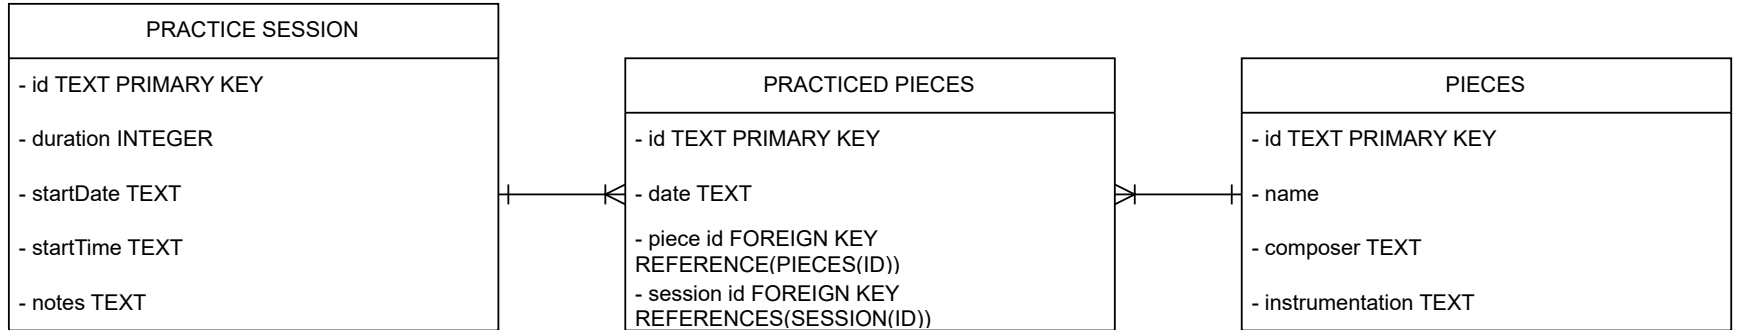 PRACTICE SESSION
- id TEXT PRIMARY KEY
- duration INTEGER
- startDate TEXT
- startTime TEXT
- notes TEXT
PRACTICED PIECES
- id TEXT PRIMARY KEY
- date TEXT
- piece id FOREIGN KEY
REFERENCE(PIECES(ID))
- session id FOREIGN KEY
REFERENCES(SESSION(ID))
PIECES
- id TEXT PRIMARY KEY
- name
- composer TEXT
- instrumentation TEXT